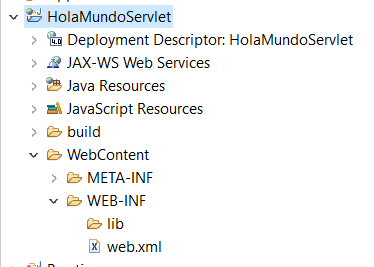 HolaMundoServlet
Deployment Descriptor: HolaMundoServlet
JAX-WS Web Services
Java Resources
JavaScript Resources
build
WebContent
META-INF
WEB-INF
lib
web.xml